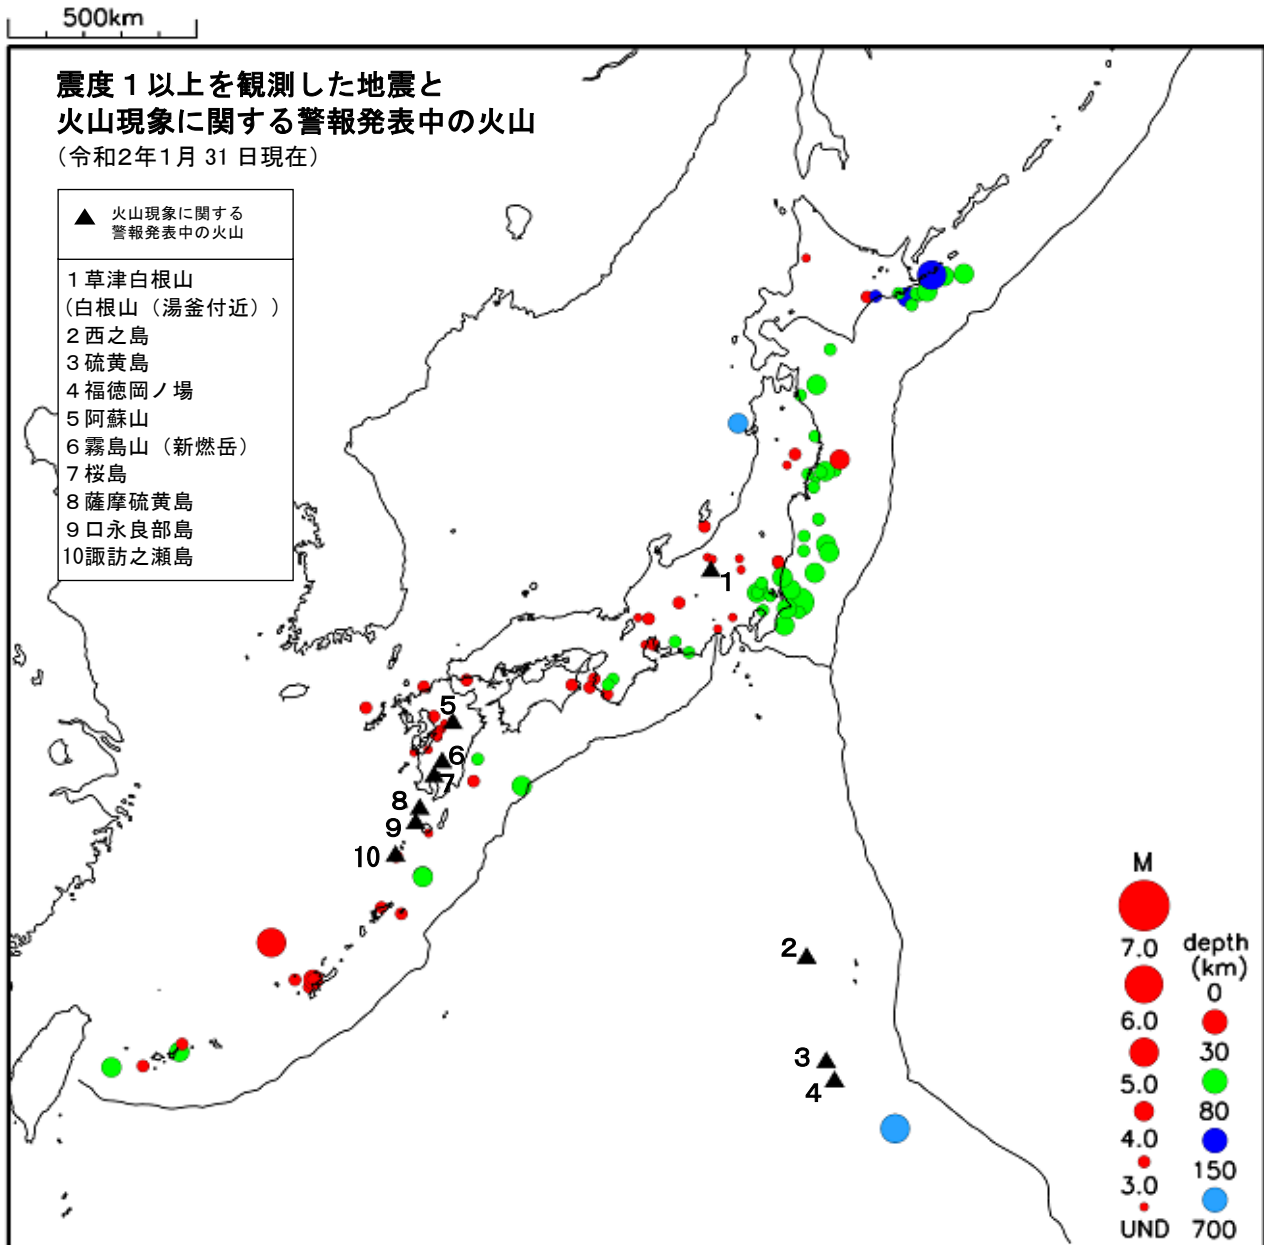 500km
震度１以上を観測した地震と
火山現象に関する警報発表中の火山
（令和２年１月 31 日現在）
▲ 火山現象に関する
警報発表中の火山
１草津白根山
(白根山（湯釜付近））
２西之島
３硫黄島
４福徳岡ノ場
５阿蘇山
６霧島山（新燃岳）
７桜島
８薩摩硫黄島
９口永良部島
10諏訪之瀬島
1
5
6
7
8
9
10
2
3
4
M
7.0
6.0
5.0
4.0
3.0
UND
depth
(km)
0
30
80
150
700